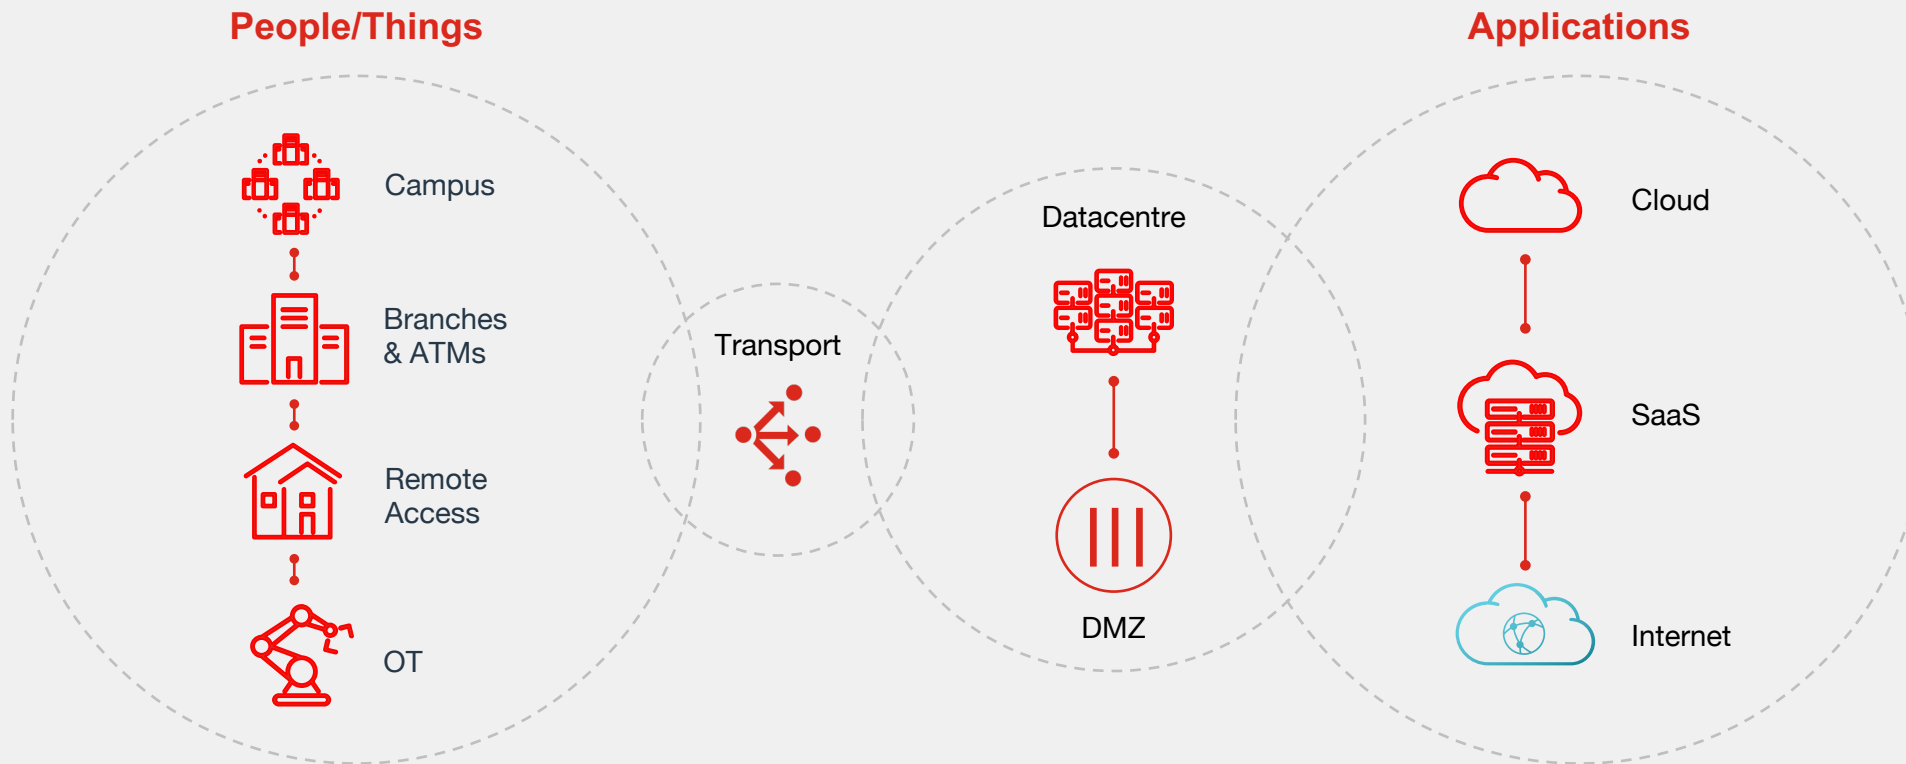 People/Things
Applications
Campus
Branches
& ATMs
Remote
Access
OT
Transport
Datacentre
DMZ
Cloud
SaaS
Internet